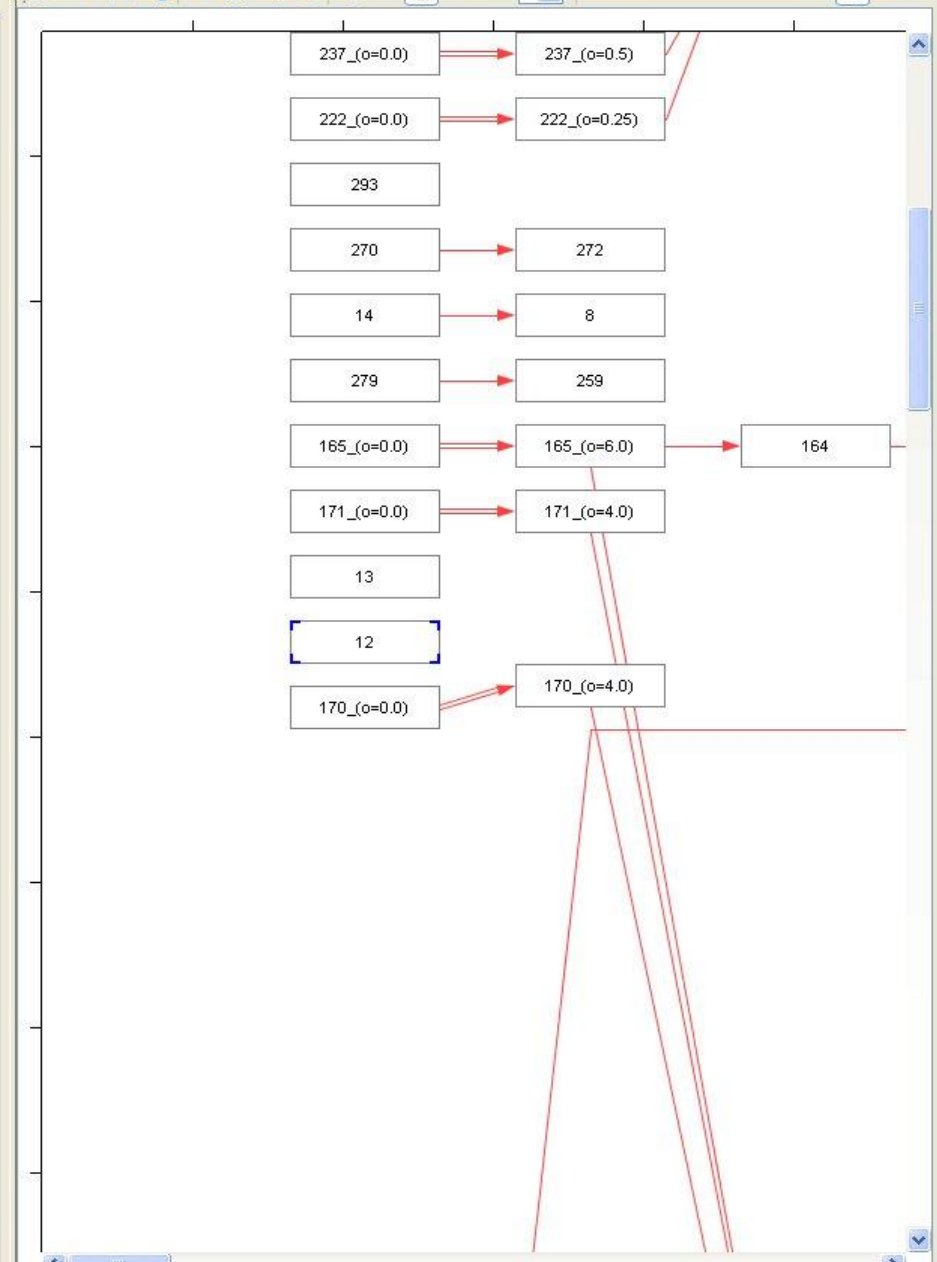 237_(o=0.0) 237_(o=0.5)
222_(o=0.0) 222_(o=0.25)
293
270 272
14 8
279 259
165_(o=0.0) 165_(o=6.0) 164
171_(o=0.0) 171_(o=4.0)
13
12
170_(o=4.0)
170_(o=0.0)